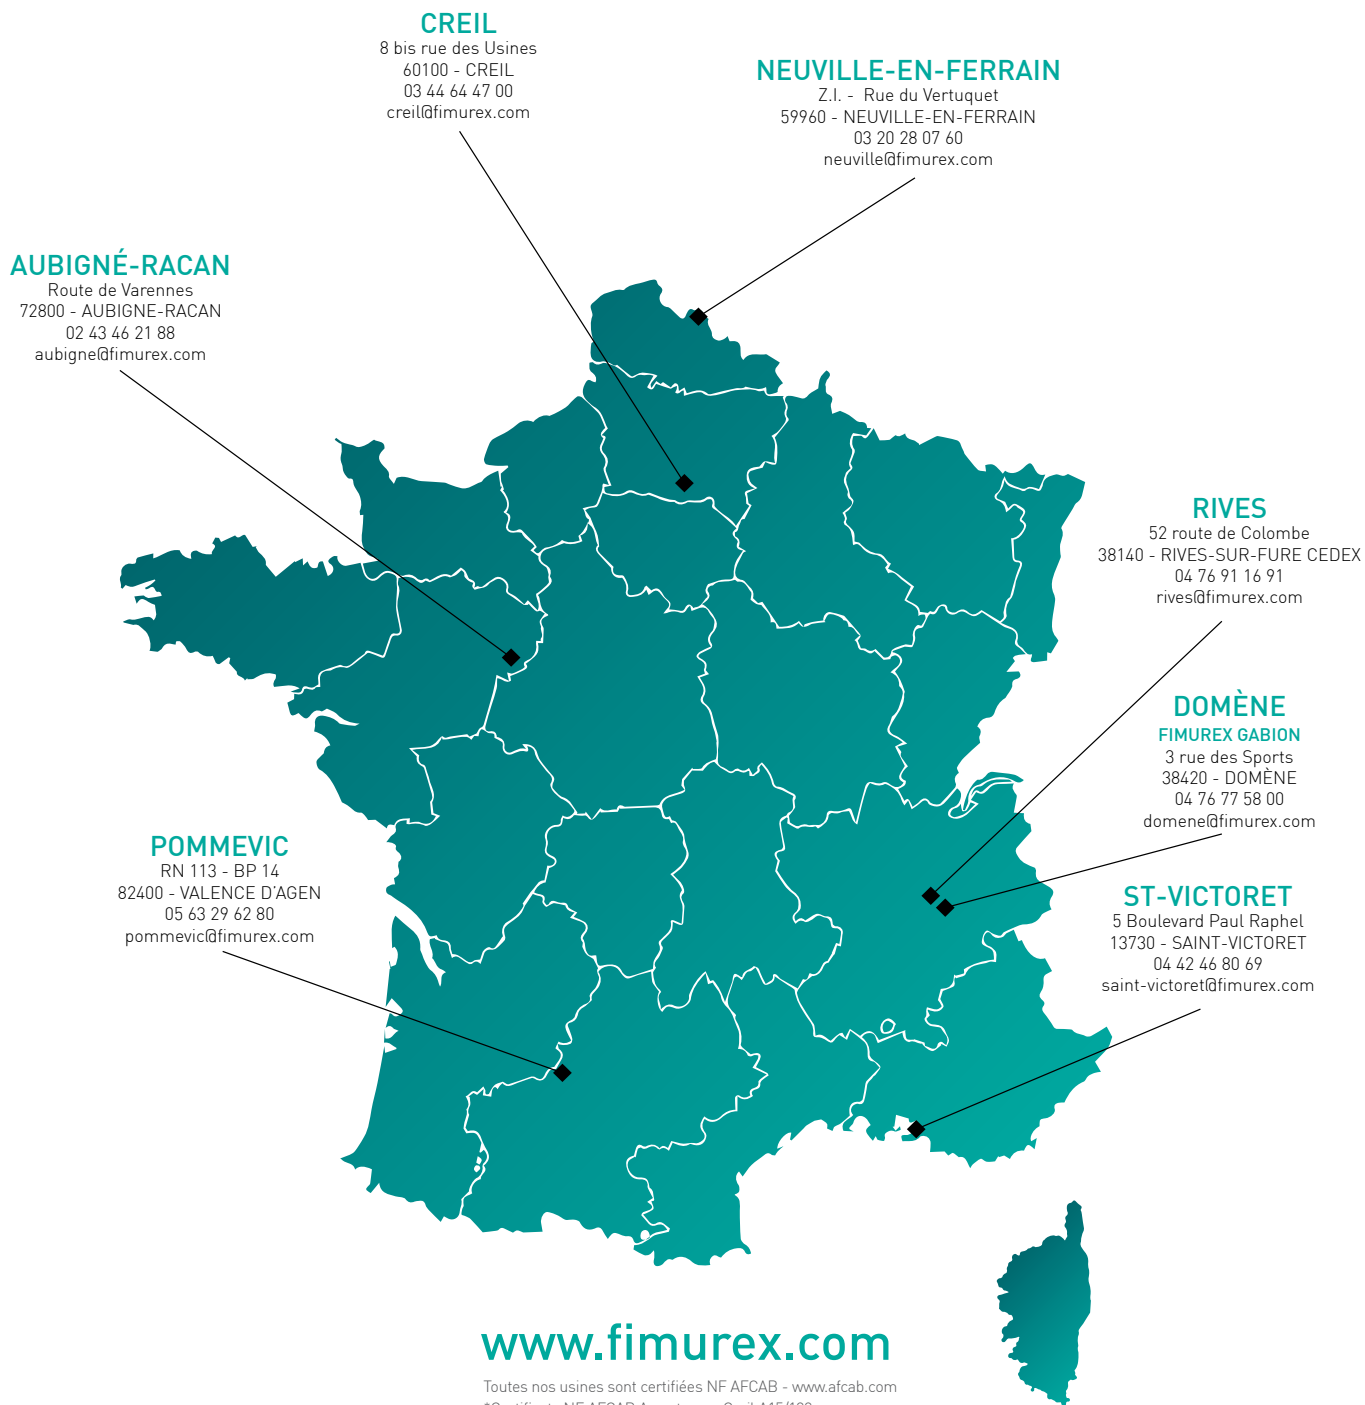 CREIL
8 bis rue des Usines
60100 - CREIL
03 44 64 47 00
creil@fimurex.com
NEUVILLE-EN-FERRAIN
Z.I. - Rue du Vertuquet
59960 - NEUVILLE-EN-FERRAIN
03 20 28 07 60
neuville@fimurex.com
AUBIGNÉ-RACAN
Route de Varennes
72800 - AUBIGNE-RACAN
02 43 46 21 88
aubigne@fimurex.com
RIVES
52 route de Colombe
38140 - RIVES-SUR-FURE CEDEX
04 76 91 16 91
rives@fimurex.com
DOMÈNE
FIMUREX GABION
3 rue des Sports
38420 - DOMÈNE
04 76 77 58 00
domene@fimurex.com
POMMEVIC
RN 113 - BP 14
82400 - VALENCE D'AGEN
05 63 29 62 80
pommevic@fimurex.com
ST-VICTORET
5 Boulevard Paul Raphel
13730 - SAINT-VICTORET
04 42 46 80 69
saint-victoret@fimurex.com
www.fimurex.com
Toutes nos usines sont certifiées NF AFCAB - www.afcab.com